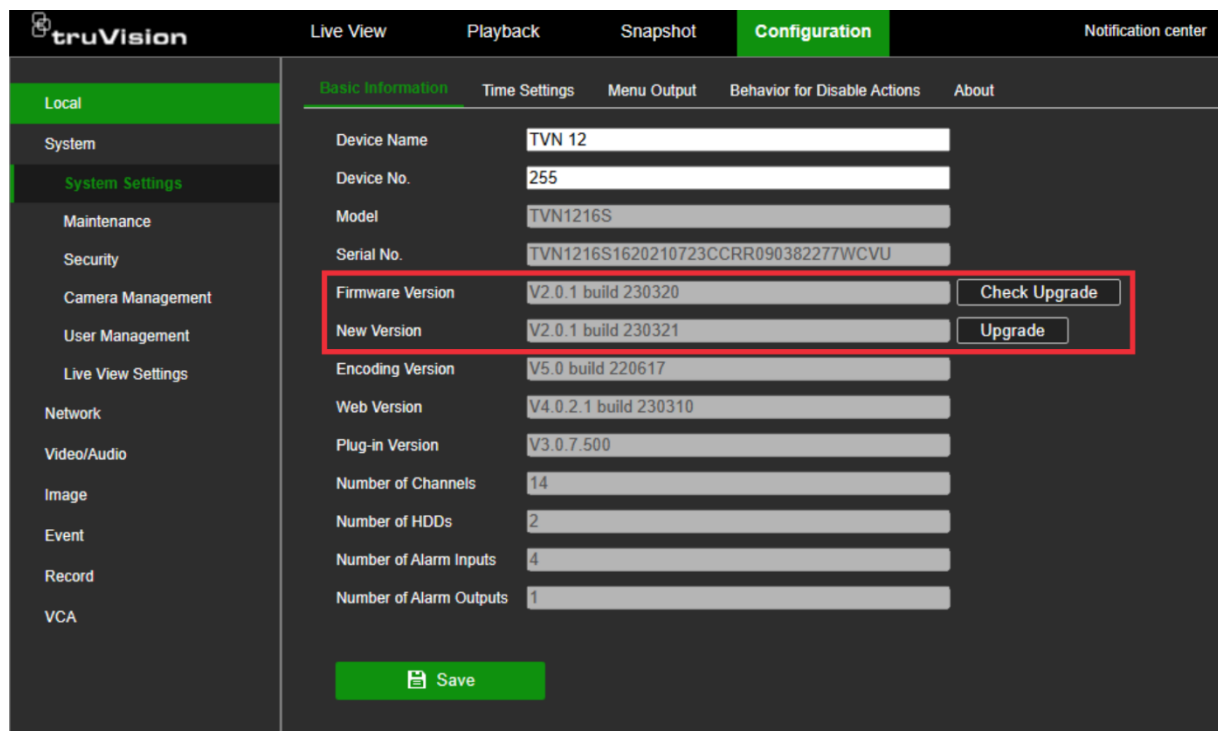 truVision Live View Playback Snapshot Configuration Notification center
Basic Information Time Settings Menu Output Behavior for Disable Actions About
Local
System
System Settings
Maintenance
Security
Camera Management
User Management
Live View Settings
Network
Video/Audio
Image
Event
Record
VCA
Device Name TVN 12
Device No. 255
Model TVN1216S
Serial No. TVN1216S1620210723CCRR090382277WCVU
Firmware Version V2.0.1 build 230320 Check Upgrade
New Version V2.0.1 build 230321 Upgrade
Encoding Version V5.0 build 220617
Web Version V4.0.2.1 build 230310
Plug-in Version V3.0.7.500
Number of Channels 14
Number of HDDs 2
Number of Alarm Inputs 4
Number of Alarm Outputs 1
Save